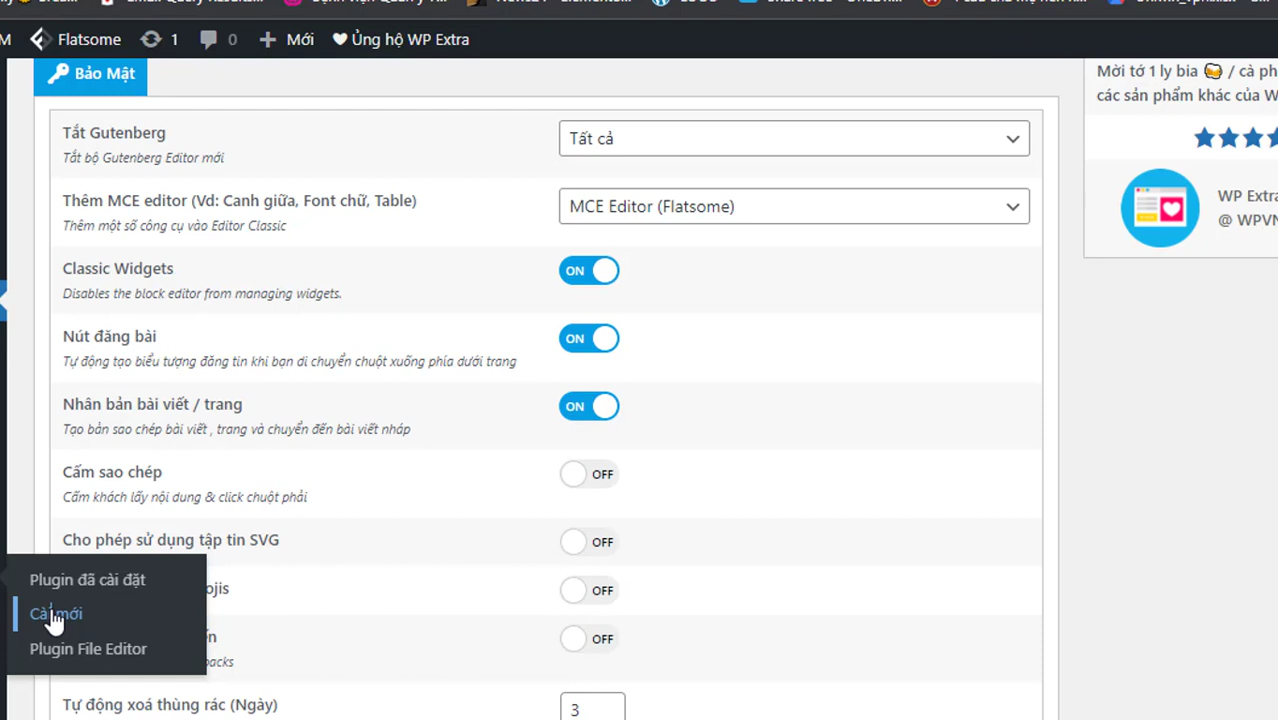 Flatsome 1 0 Mới Ủng hộ WP Extra
Bảo Mật
Mời tớ 1 ly bia
các sản phẩm khác của
Tắt Gutenberg
Tất cả
Tắt bộ Gutenberg Editor mới
Thêm MCE editor (Vd: Canh giữa, Font chữ, Table)
MCE Editor (Flatsome)
Thêm một số công cụ vào Editor Classic
WP Extra
@ WPVN
Classic Widgets
ON
Disables the block editor from managing widgets.
Nút đăng bài
ON
Tự động tạo biểu tượng đăng tin khi bạn di chuyển chuột xuống phía dưới trang
Nhân bản bài viết / trang
ON
Tạo bản sao chép bài viết , trang và chuyển đến bài viết nháp
Cấm sao chép
OFF
Cấm khách lấy nội dung & click chuột phải
Cho phép sử dụng tập tin SVG
OFF
Plugin đã cài đặt
ojis
OFF
mới
OFF
Plugin File Editor
backs
Tự động xoá thùng rác (Ngày)
3